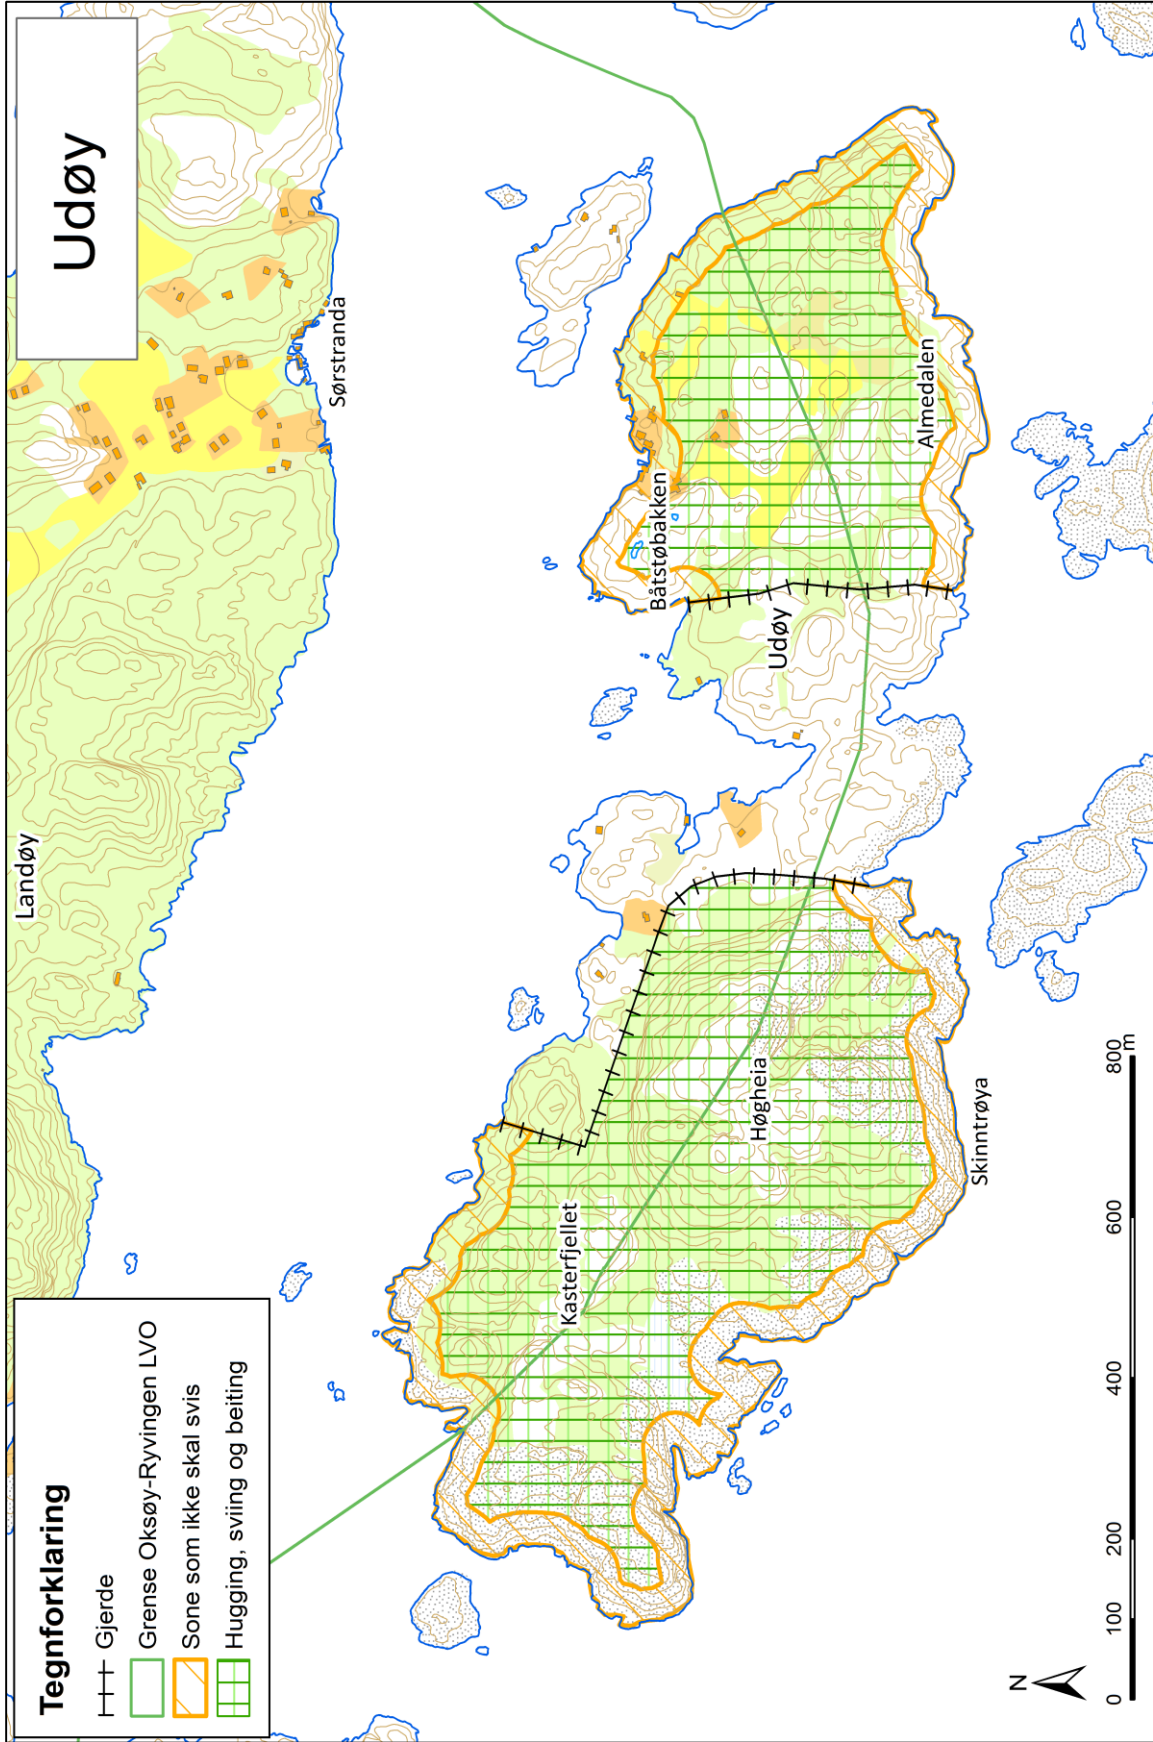 Udøy
Landøy
Sørstranda
Båtstøbakken
Udøy
Almedalen
Kasterfjellet
Høgheia
Skinntrøya
Tegnforklaring
Gjerde
Grense Oksøy-Ryvingen LVO
Sone som ikke skal svis
Hugging, sviing og beiting
N
0 100 200 400 600 800
m